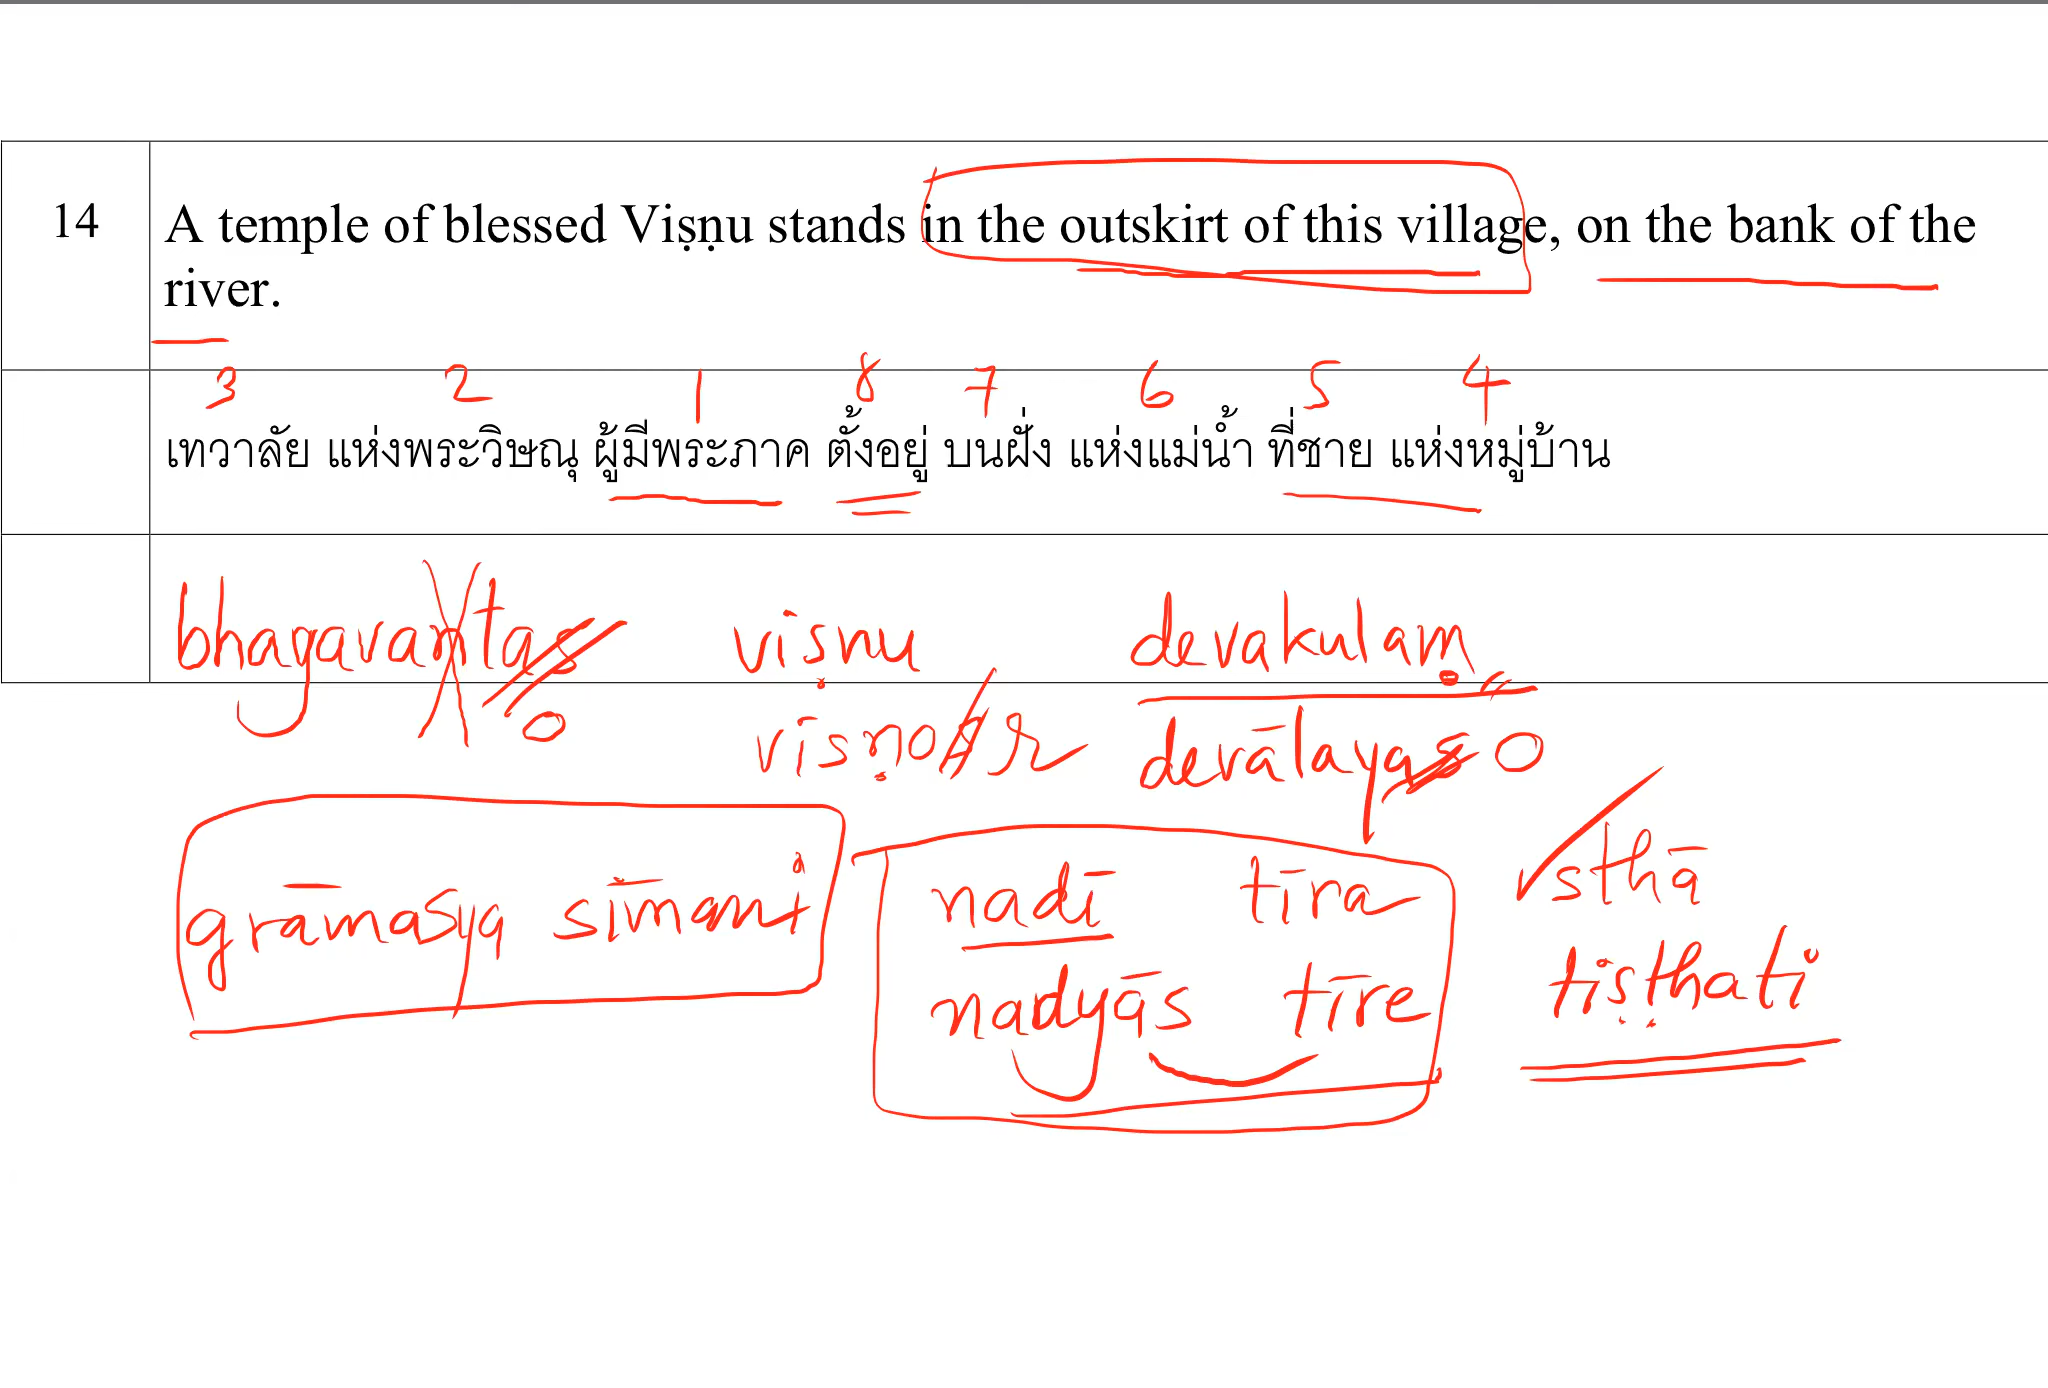 14
A temple of blessed Viṣṇu stands in the outskirt of this village, on the bank of the
river.
3 2 1 8 7 6 5 4
เทวาลัย แห่งพระวิษณุ ผู้มีพระภาค ตั้งอยู่ บนฝั่ง แห่งแม่น้ำ ที่ชาย แห่งหมู่บ้าน
bhagavantas viṣnu devakulaṃ
o viṣṇoḥr devālayas o
grāmasya sīmani nadī tīra √sthā
nadyās tīre tiṣṭhati